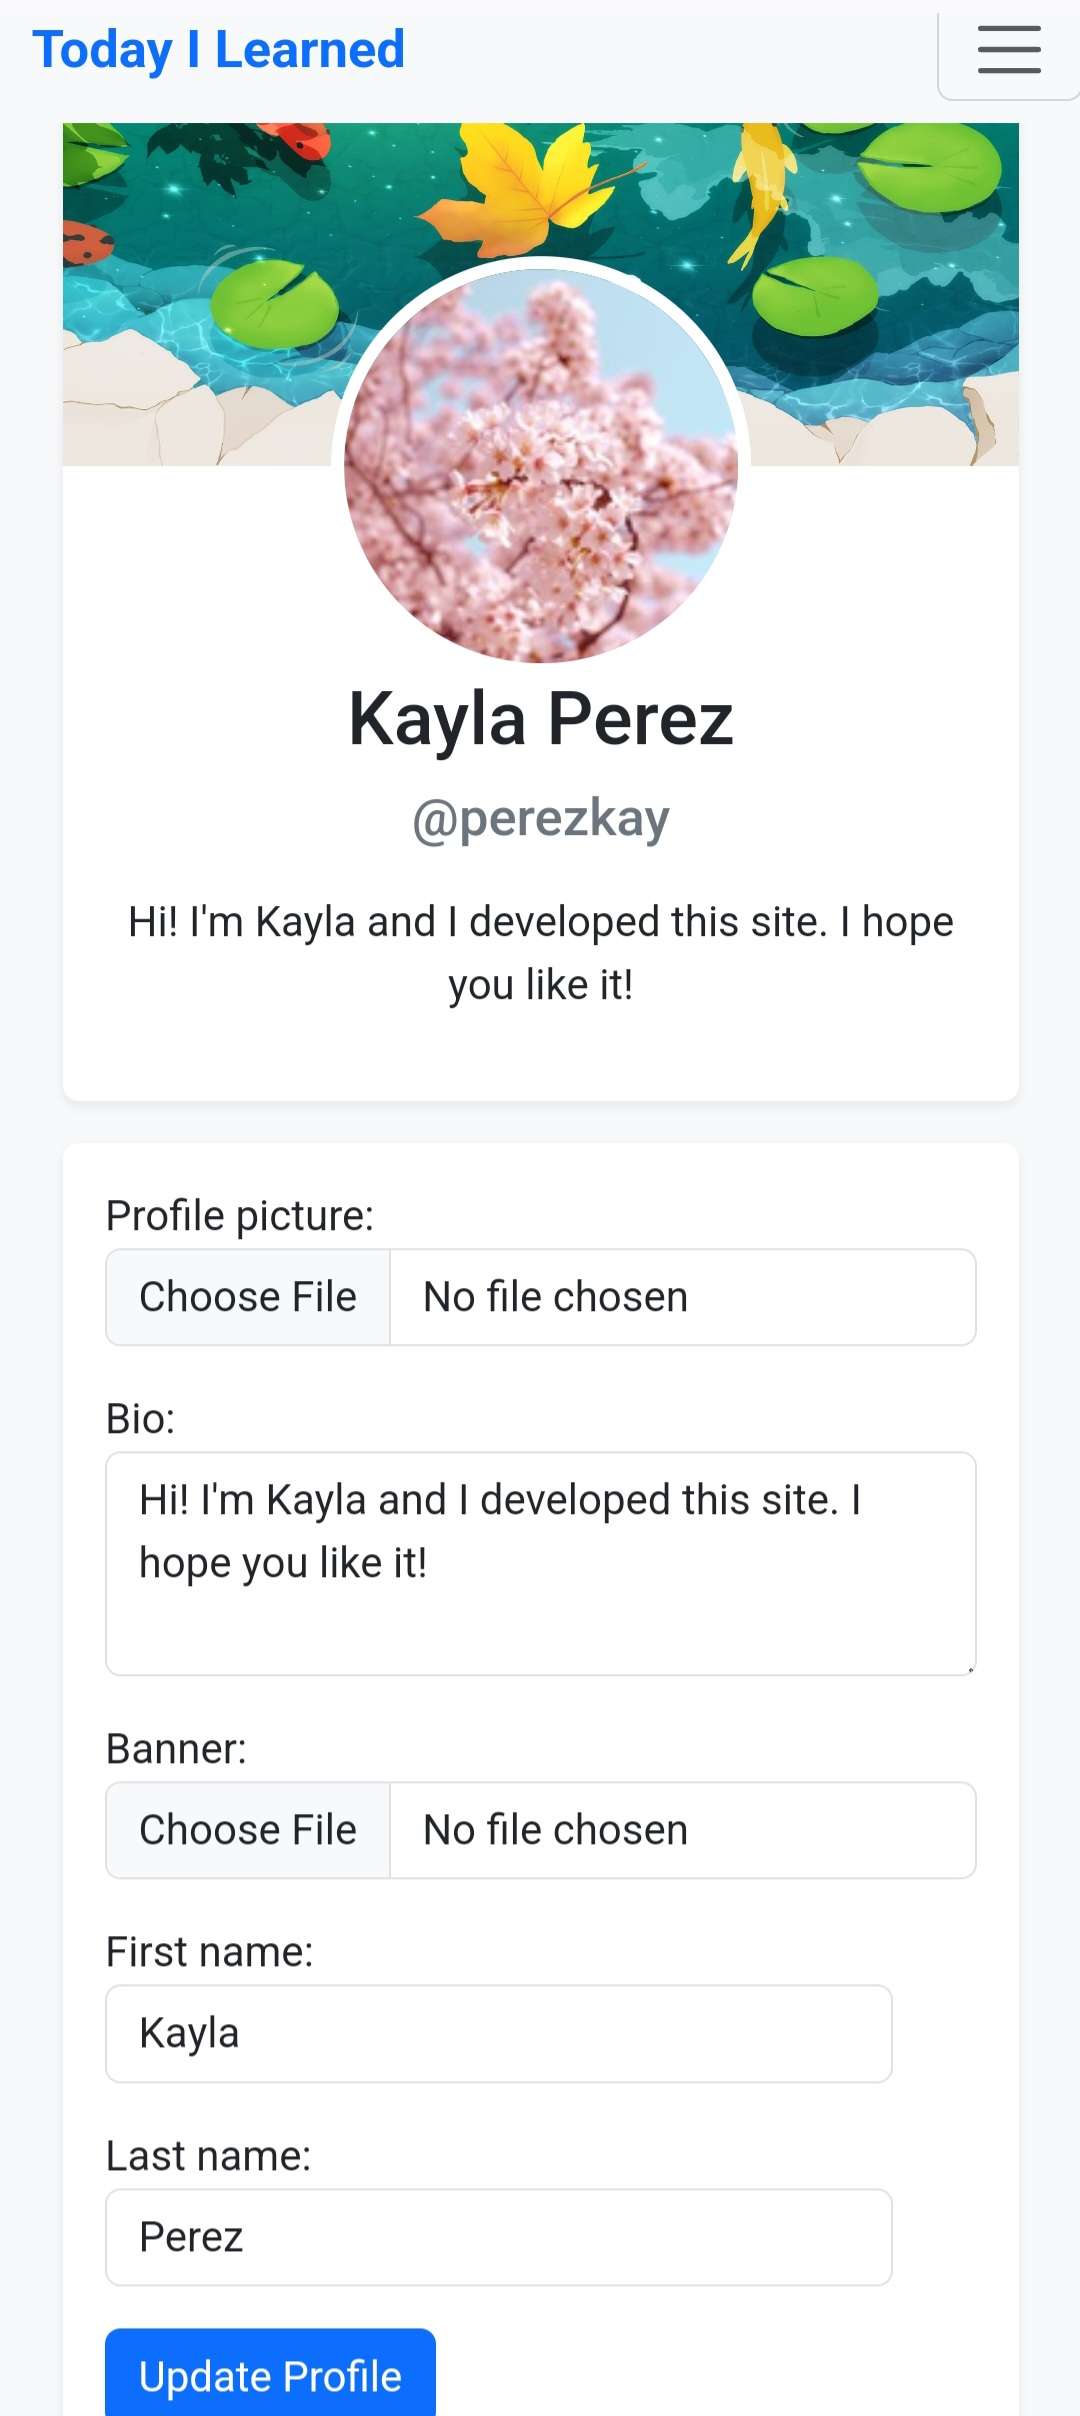 Today I Learned
Kayla Perez
@perezkay
Hi! I'm Kayla and I developed this site. I hope
you like it!
Profile picture:
Choose File No file chosen
Bio:
Hi! I'm Kayla and I developed this site. I
hope you like it!
Banner:
Choose File No file chosen
First name:
Kayla
Last name:
Perez
Update Profile